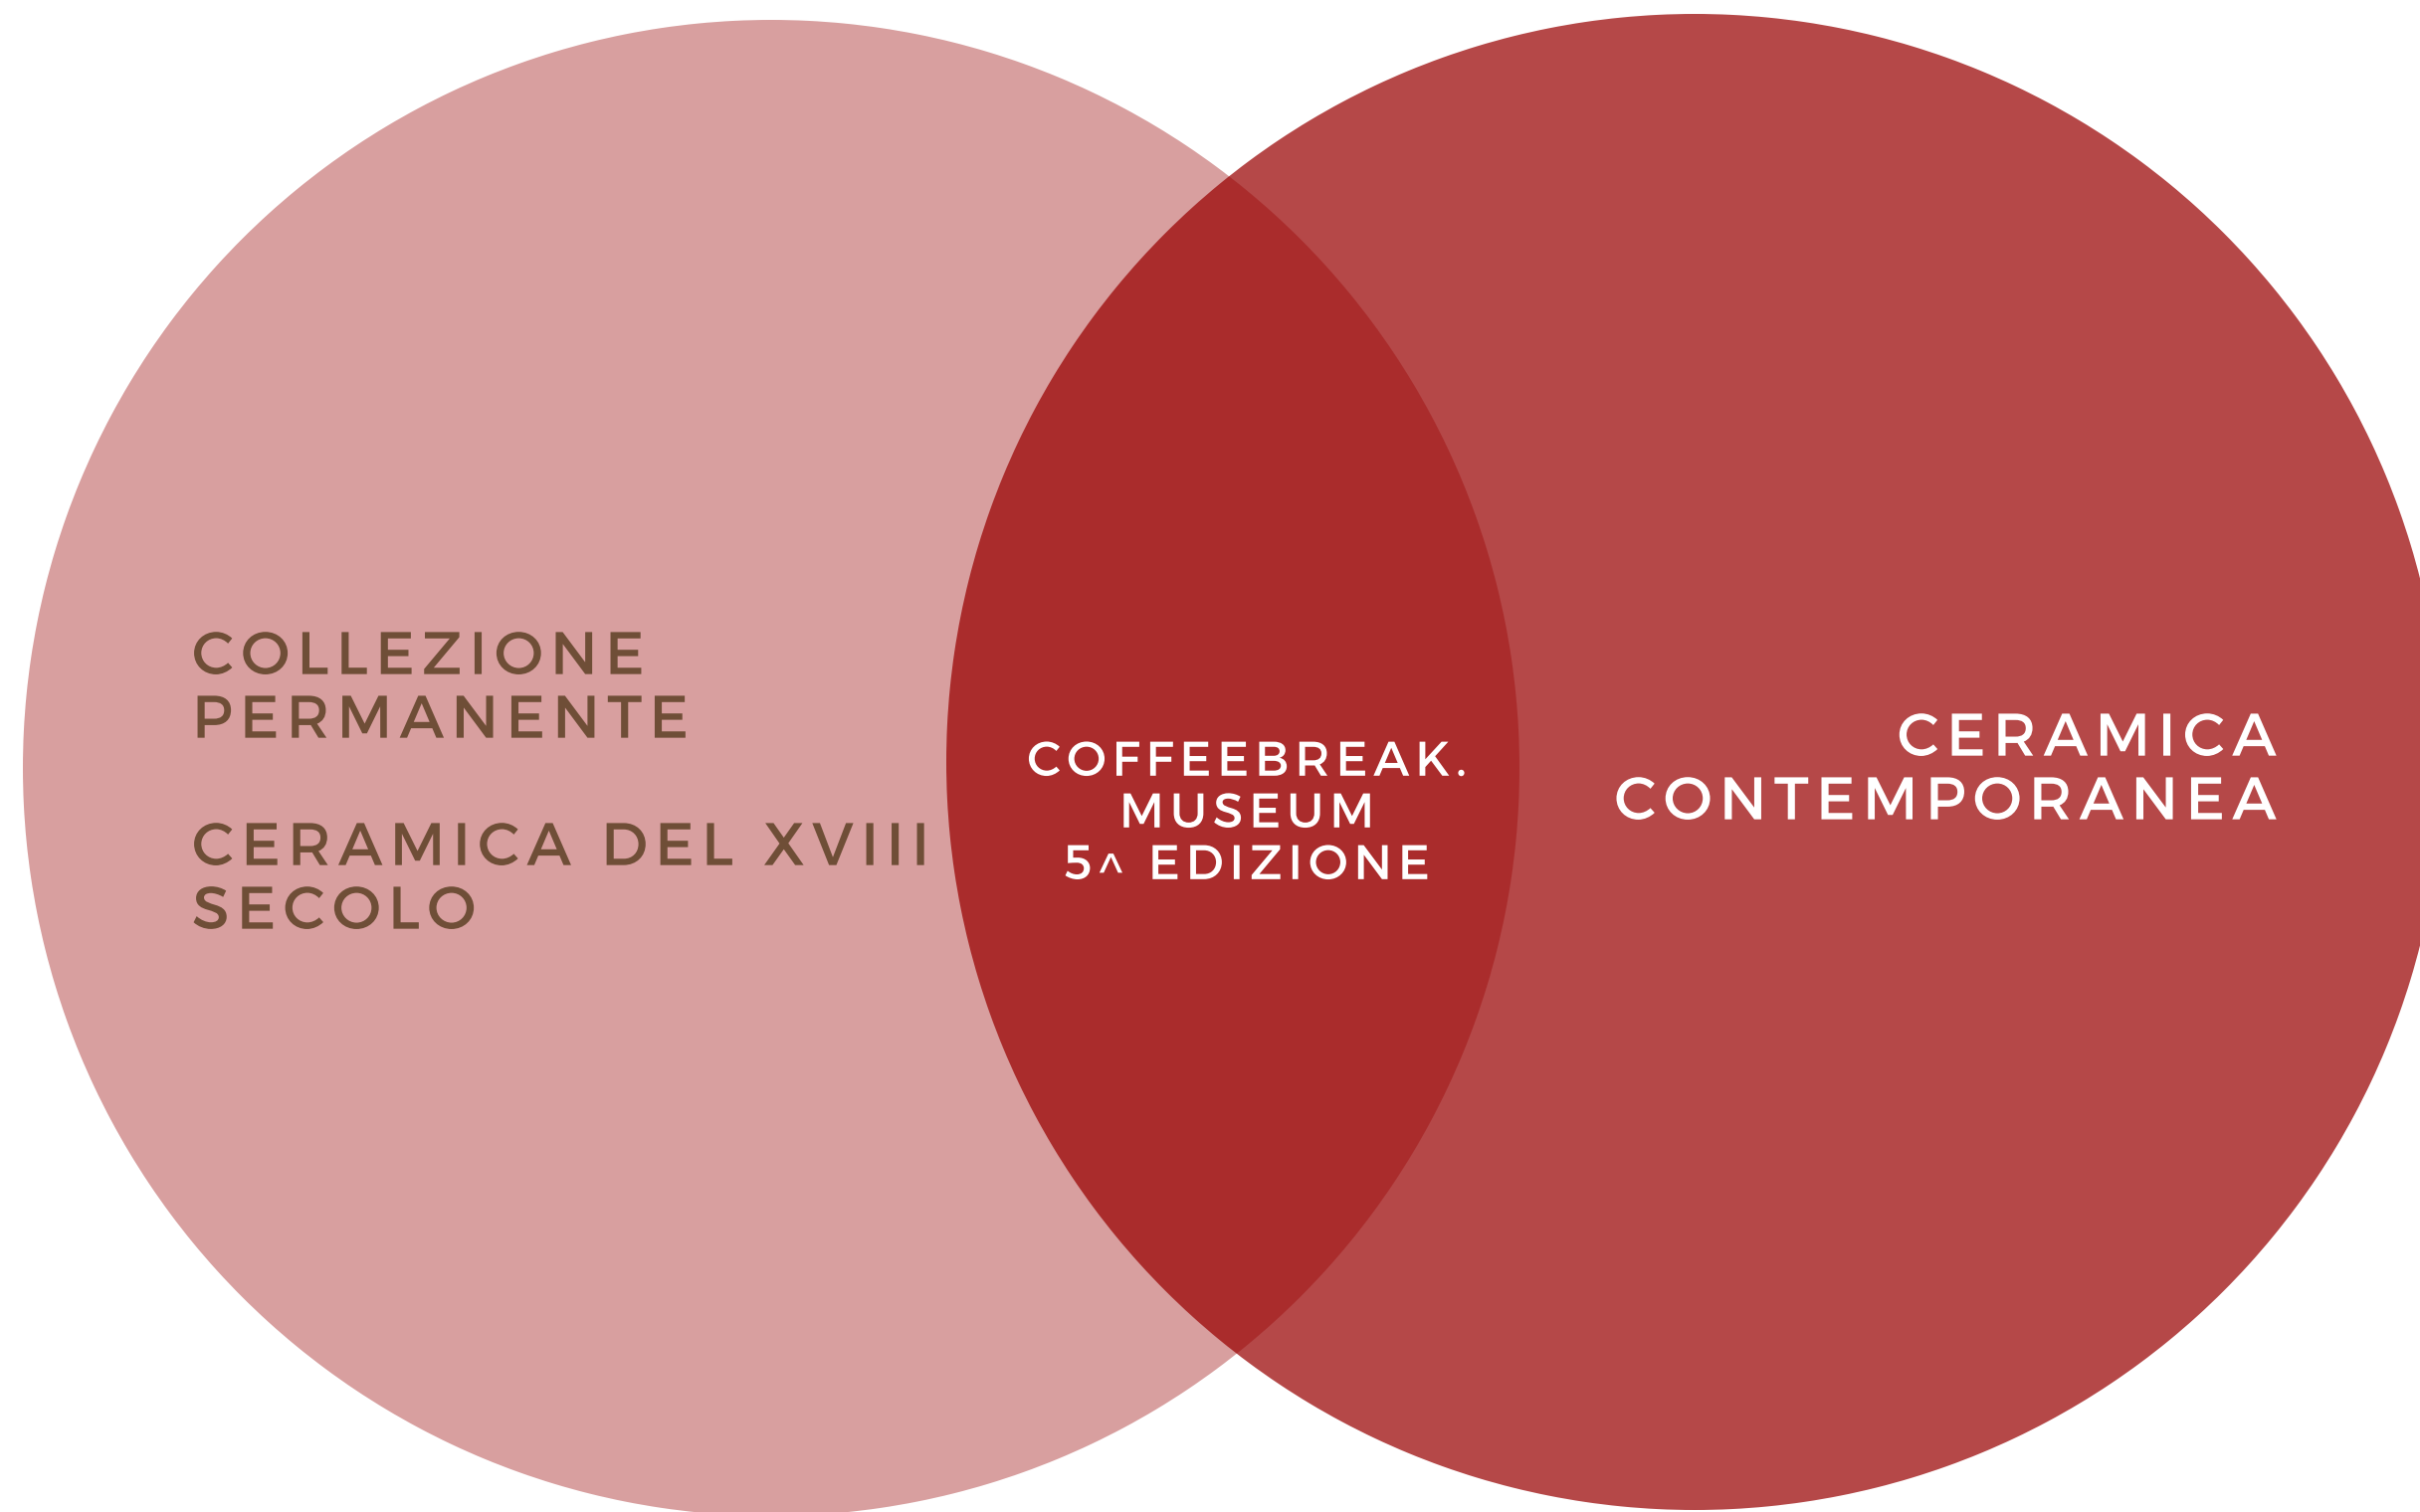 COLLEZIONE
PERMANENTE
CERAMICA DEL XVIII
SECOLO
COFFEEBREAK.
MUSEUM
5^ EDIZIONE
CERAMICA
CONTEMPORANEA